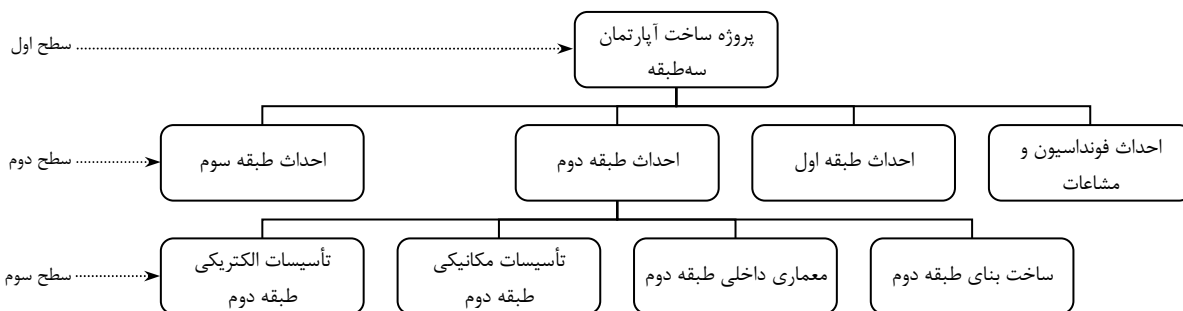 پروژه ساخت آپارتمان
سه‌طبقه
سطح اول
احداث فونداسیون و
مشاعات
احداث طبقه اول
احداث طبقه دوم
احداث طبقه سوم
سطح دوم
ساخت بنای طبقه دوم
معماری داخلی طبقه دوم
تأسیسات مکانیکی
طبقه دوم
تأسیسات الکتریکی
طبقه دوم
سطح سوم